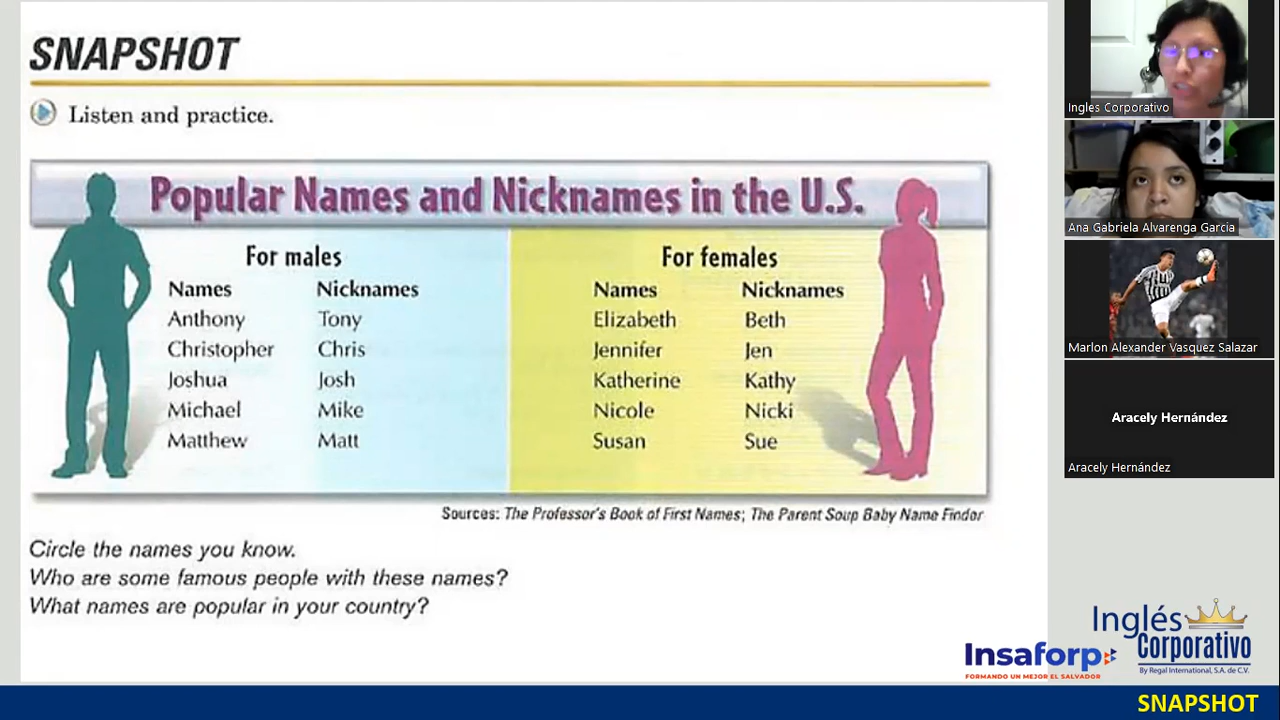 SNAPSHOT
Listen and practice.
Popular Names and Nicknames in the U.S.
For males
Names Nicknames
Anthony Tony
Christopher Chris
Joshua Josh
Michael Mike
Matthew Matt
For females
Names Nicknames
Elizabeth Beth
Jennifer Jen
Katherine Kathy
Nicole Nicki
Susan Sue
Sources: The Professor's Book of First Names; The Parent Soup Baby Name Finder
Circle the names you know.
Who are some famous people with these names?
What names are popular in your country?
Ingles Corporativo
Ana Gabriela Alvarenga Garcia
Marlon Alexander Vasquez Salazar
Aracely Hernández
Aracely Hernández
Insaforp
FORMANDO UN MEJOR EL SALVADOR
Inglés
Corporativo
By Regal International, S.A. de C.V.
SNAPSHOT